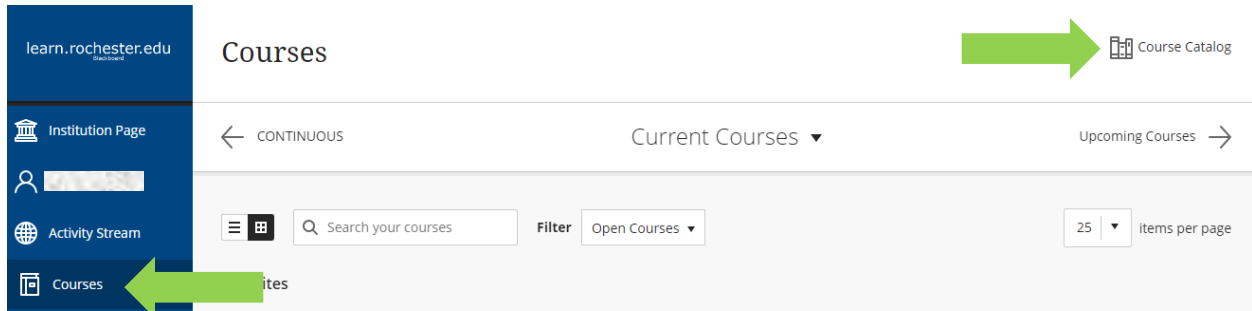 learn.rochester.edu
Blackboard
Courses
Course Catalog
Institution Page
CONTINUOUS
Current Courses
Upcoming Courses
Activity Stream
Search your courses
Filter
Open Courses
25
items per page
Courses
ites